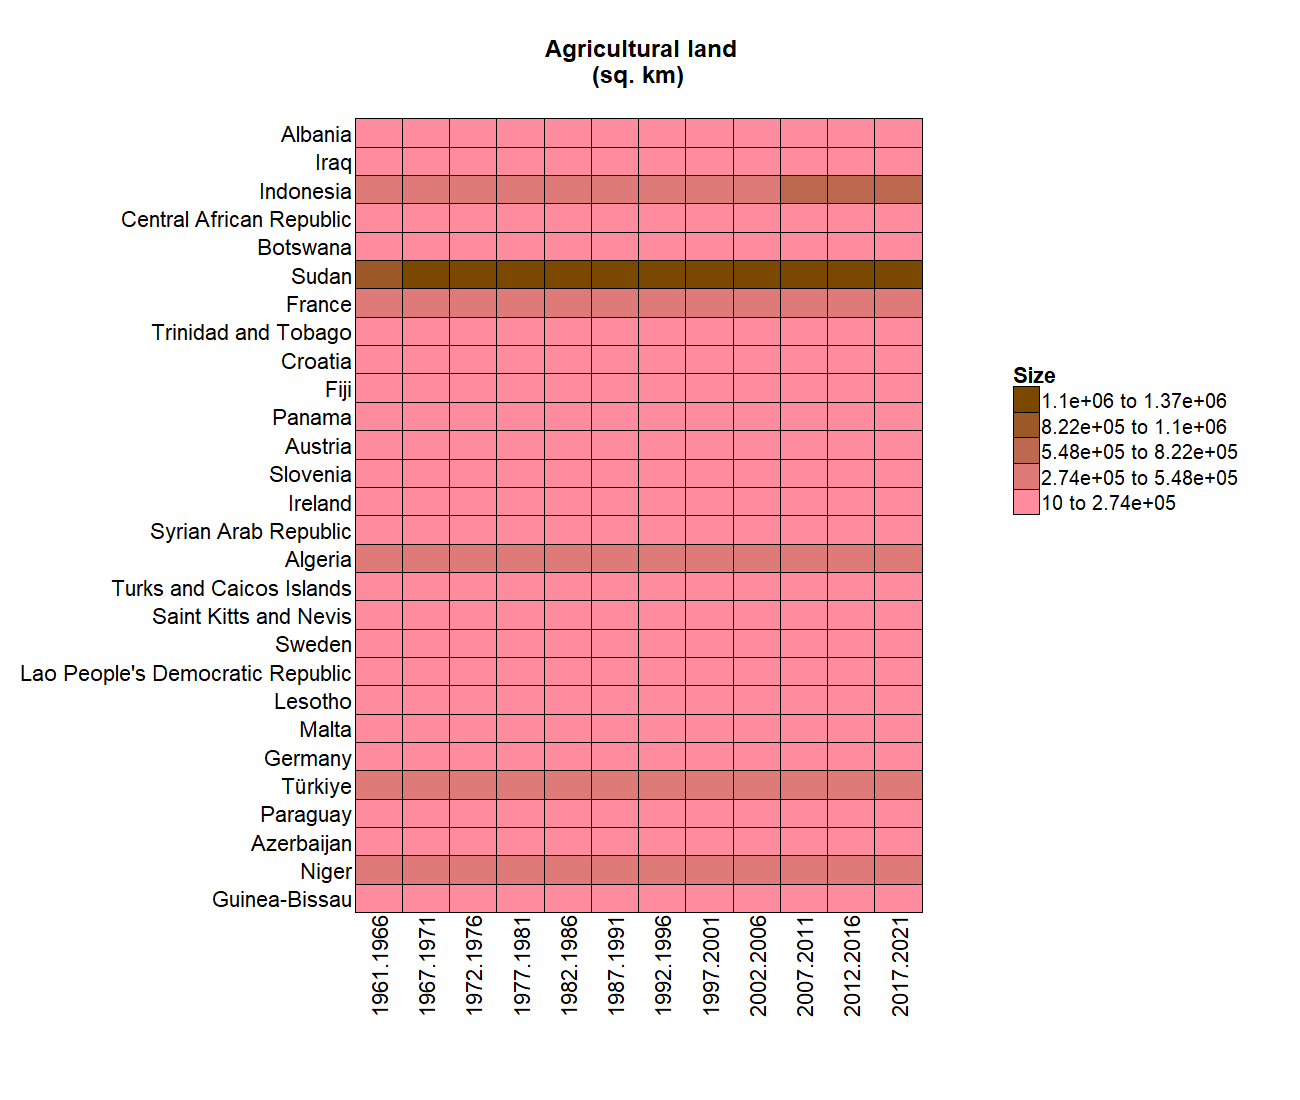 Agricultural land
(sq. km)
Albania
Iraq
Indonesia
Central African Republic
Botswana
Sudan
France
Trinidad and Tobago
Croatia
Fiji
Panama
Austria
Slovenia
Ireland
Syrian Arab Republic
Algeria
Turks and Caicos Islands
Saint Kitts and Nevis
Sweden
Lao People's Democratic Republic
Lesotho
Malta
Germany
Türkiye
Paraguay
Azerbaijan
Niger
Guinea-Bissau
1961.1966
1967.1971
1972.1976
1977.1981
1982.1986
1987.1991
1992.1996
1997.2001
2002.2006
2007.2011
2012.2016
2017.2021
Size
1.1e+06 to 1.37e+06
8.22e+05 to 1.1e+06
5.48e+05 to 8.22e+05
2.74e+05 to 5.48e+05
10 to 2.74e+05